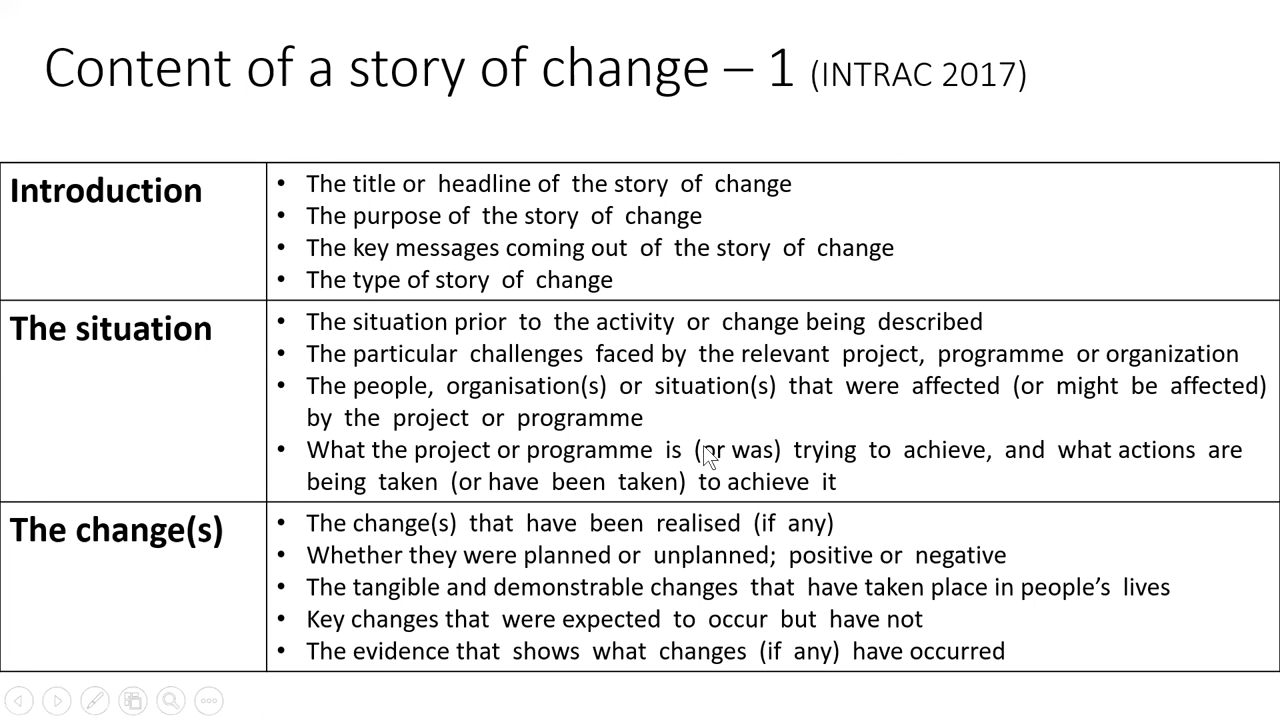 Content of a story of change – 1 (INTRAC 2017)
Introduction
• The title or headline of the story of change
• The purpose of the story of change
• The key messages coming out of the story of change
• The type of story of change
The situation
• The situation prior to the activity or change being described
• The particular challenges faced by the relevant project, programme or organization
• The people, organisation(s) or situation(s) that were affected (or might be affected)
by the project or programme
• What the project or programme is (or was) trying to achieve, and what actions are
being taken (or have been taken) to achieve it
The change(s)
• The change(s) that have been realised (if any)
• Whether they were planned or unplanned; positive or negative
• The tangible and demonstrable changes that have taken place in people’s lives
• Key changes that were expected to occur but have not
• The evidence that shows what changes (if any) have occurred